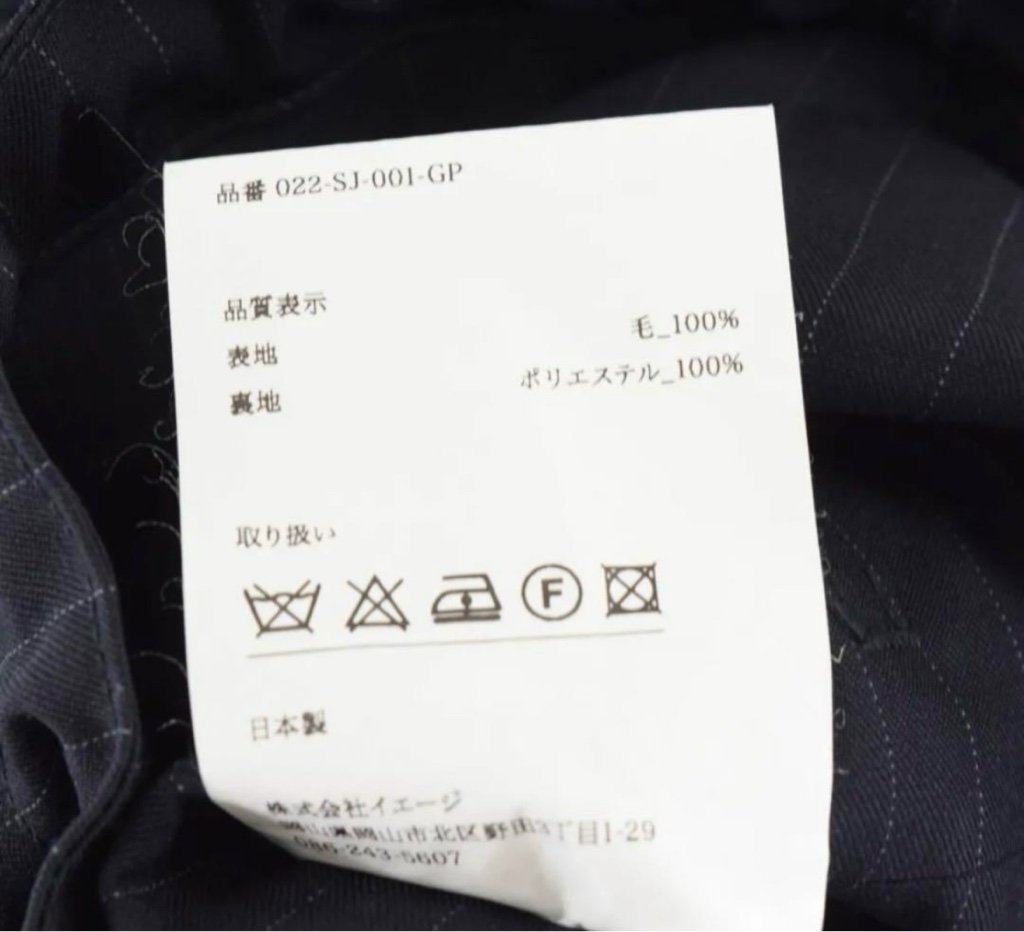 品番 022-SJ-001-GP
品質表示
表地 毛_100%
裏地 ポリエステル_100%
取り扱い
F
日本製
株式会社イエージ
岡山県岡山市北区野田3丁目1-29
086-243-5607